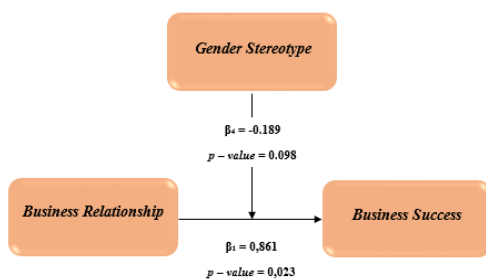 Gender Stereotype
β₄ = -0.189
p – value = 0.098
Business Relationship
Business Success
β₁ = 0,861
p – value = 0,023